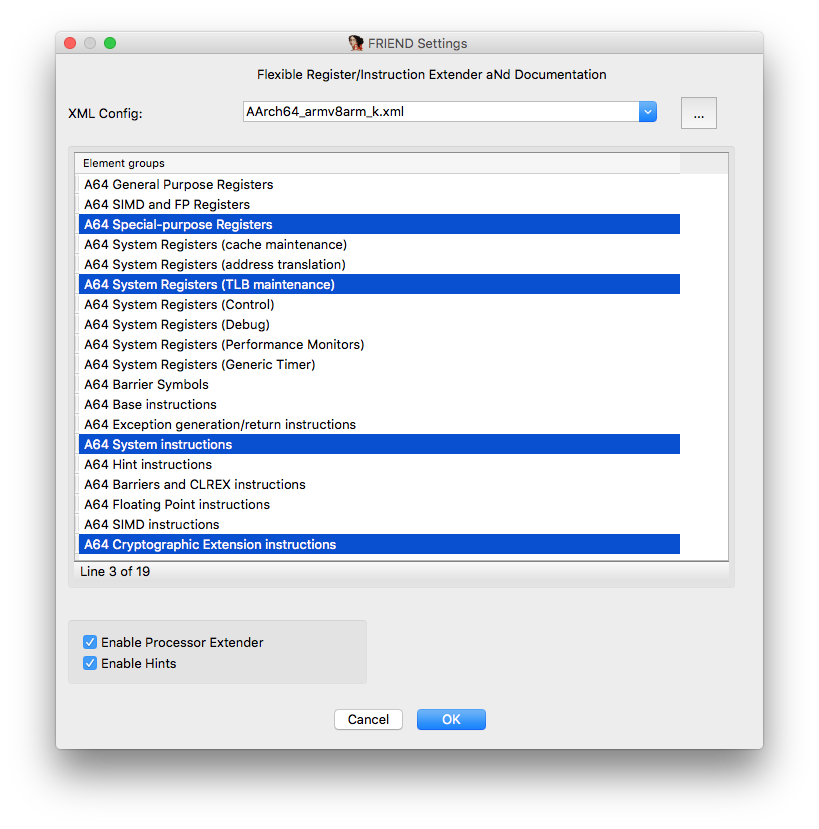 FRIEND Settings
Flexible Register/Instruction Extender aNd Documentation
XML Config:
AArch64_armv8arm_k.xml
...
Element groups
A64 General Purpose Registers
A64 SIMD and FP Registers
A64 Special-purpose Registers
A64 System Registers (cache maintenance)
A64 System Registers (address translation)
A64 System Registers (TLB maintenance)
A64 System Registers (Control)
A64 System Registers (Debug)
A64 System Registers (Performance Monitors)
A64 System Registers (Generic Timer)
A64 Barrier Symbols
A64 Base instructions
A64 Exception generation/return instructions
A64 System instructions
A64 Hint instructions
A64 Barriers and CLREX instructions
A64 Floating Point instructions
A64 SIMD instructions
A64 Cryptographic Extension instructions
Line 3 of 19
Enable Processor Extender
Enable Hints
Cancel
OK